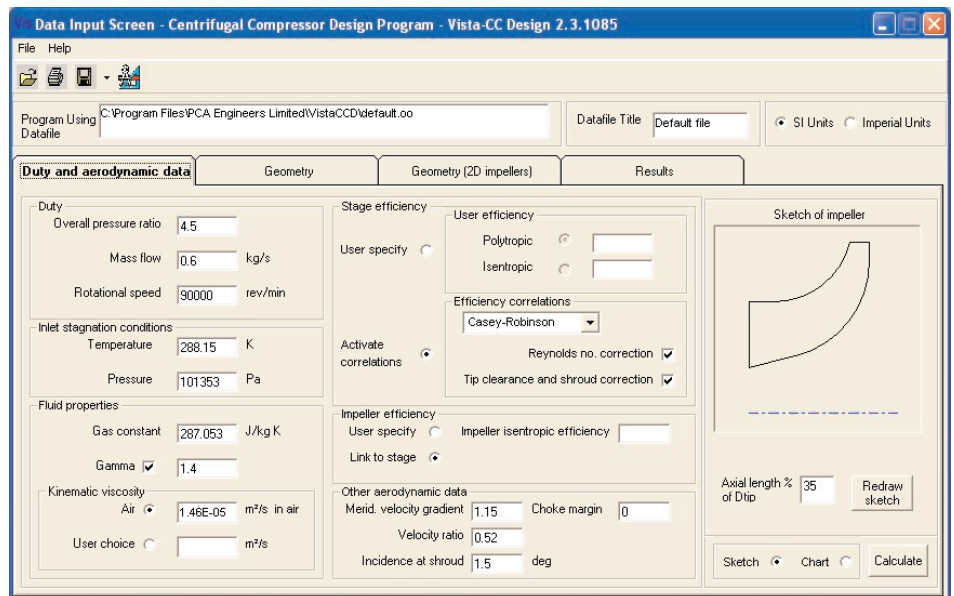 Data Input Screen - Centrifugal Compressor Design Program - Vista-CC Design 2.3.1085
File Help
Program Using Datafile
C:\Program Files\PCA Engineers Limited\VistaCCD\default.oo
Datafile Title
Default file
SI Units
Imperial Units
Duty and aerodynamic data
Geometry
Geometry (2D impellers)
Results
Duty
Overall pressure ratio 4.5
Mass flow 0.6 kg/s
Rotational speed 90000 rev/min
Inlet stagnation conditions
Temperature 288.15 K
Pressure 101353 Pa
Fluid properties
Gas constant 287.053 J/kg K
Gamma 1.4
Kinematic viscosity
Air 1.46E-05 m²/s in air
User choice m²/s
Stage efficiency
User specify
User efficiency
Polytropic
Isentropic
Activate
correlations
Efficiency correlations
Casey-Robinson
Reynolds no. correction
Tip clearance and shroud correction
Impeller efficiency
User specify Impeller isentropic efficiency
Link to stage
Other aerodynamic data
Merid. velocity gradient 1.15 Choke margin 0
Velocity ratio 0.52
Incidence at shroud 1.5 deg
Sketch of impeller
Axial length %
of Dtip
35
Redraw
sketch
Sketch Chart Calculate